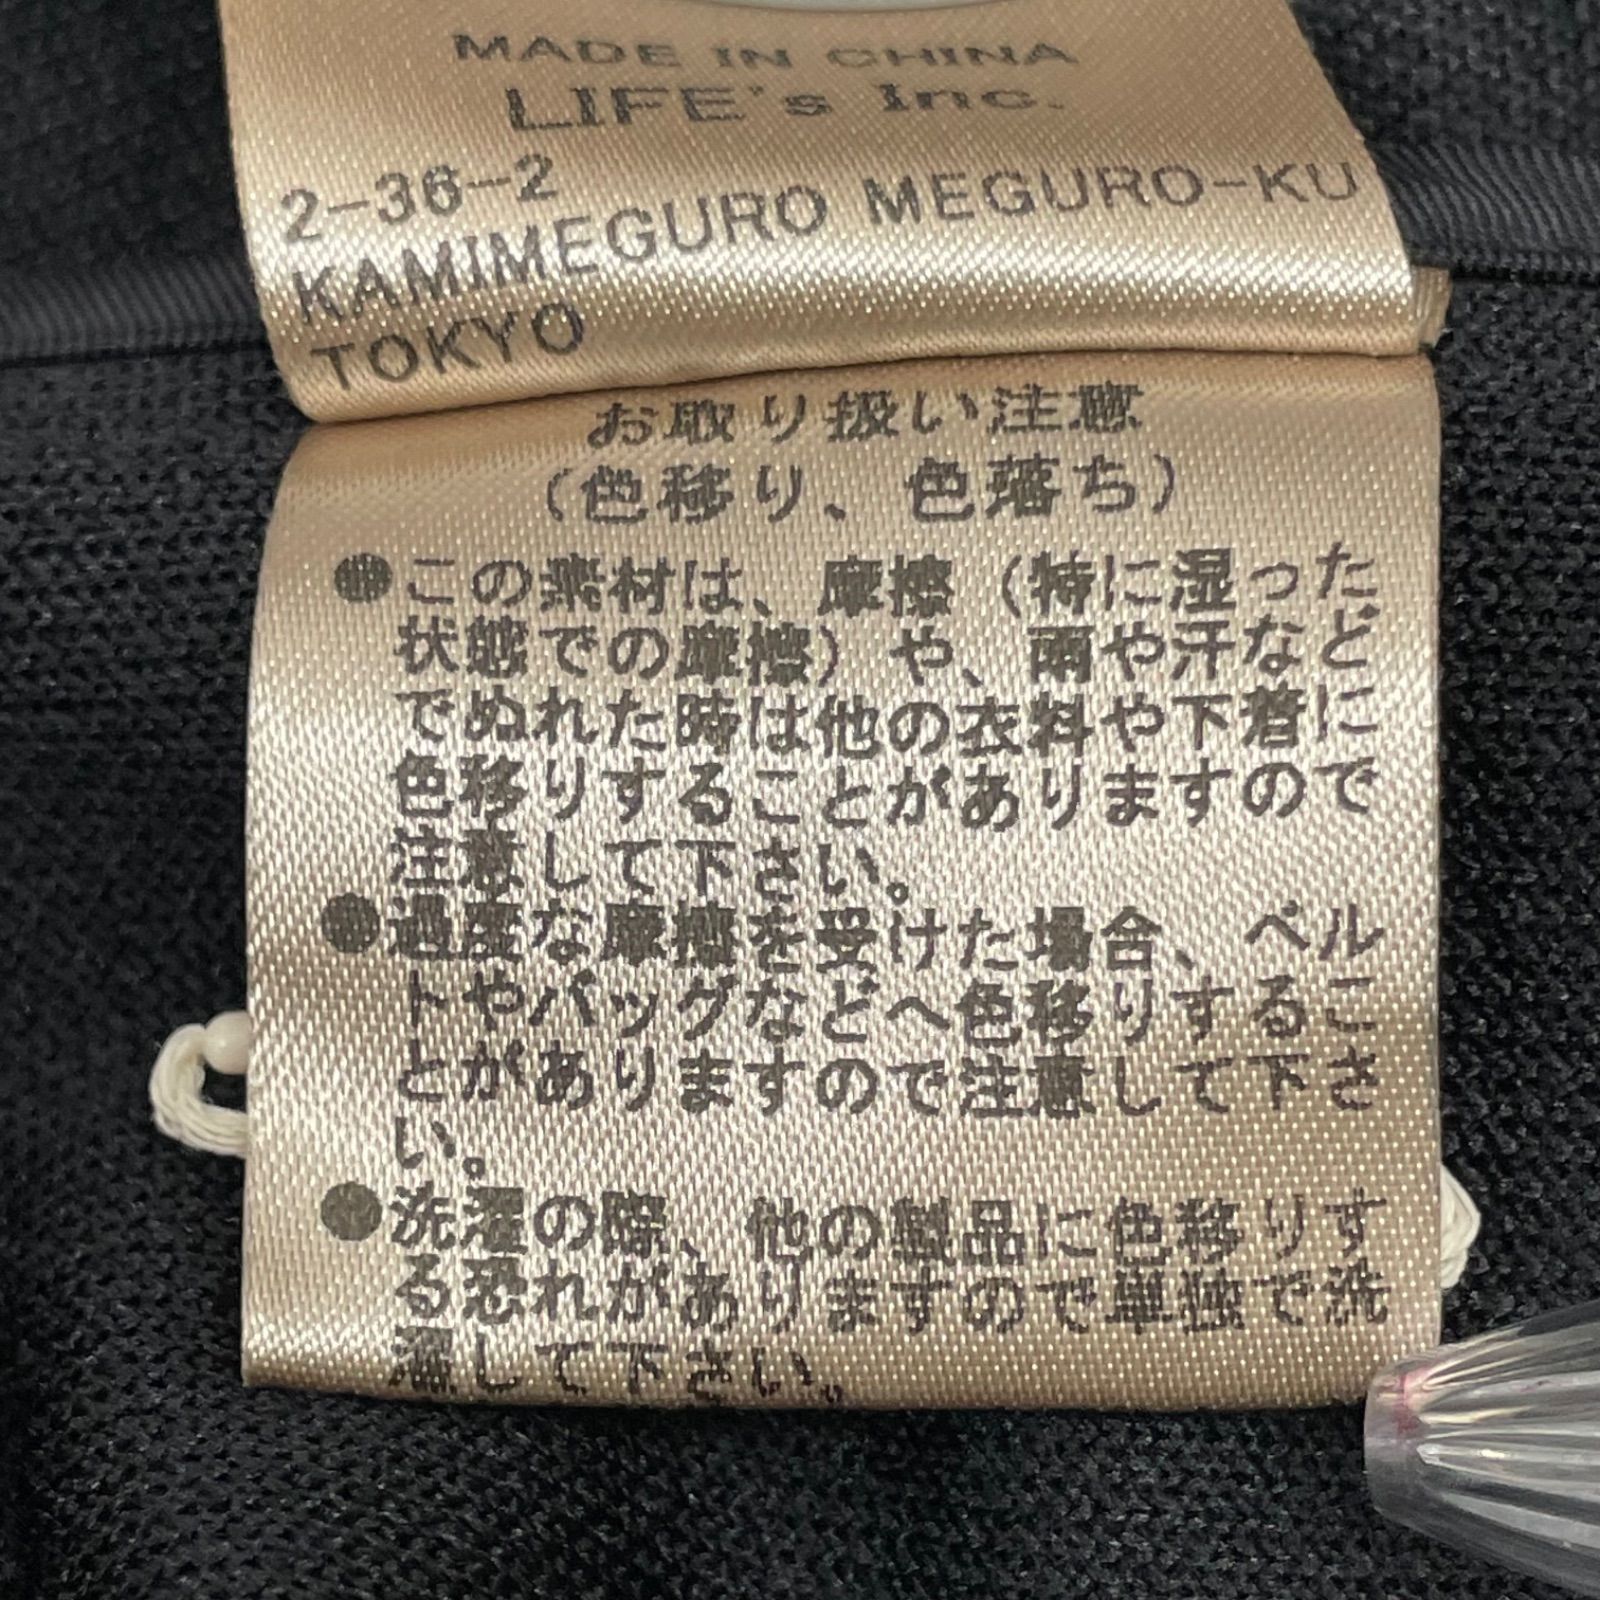 MADE IN CHINA
LIFE's Inc.
2-36-2
KAMIMEGURO MEGURO-KU
TOKYO
お取り扱い注意
（色移り、色落ち）
●この素材は、摩擦（特に湿った
状態での摩擦）や、雨や汗など
でぬれた時は他の衣料や下着に
色移りすることがありますので
注意して下さい。
●過度な摩擦を受けた場合、ベル
トやバッグなどへ色移りするこ
とがありますので注意して下さ
い。
●洗濯の際、他の製品に色移りす
る恐れがありますので単独で洗
濯して下さい。